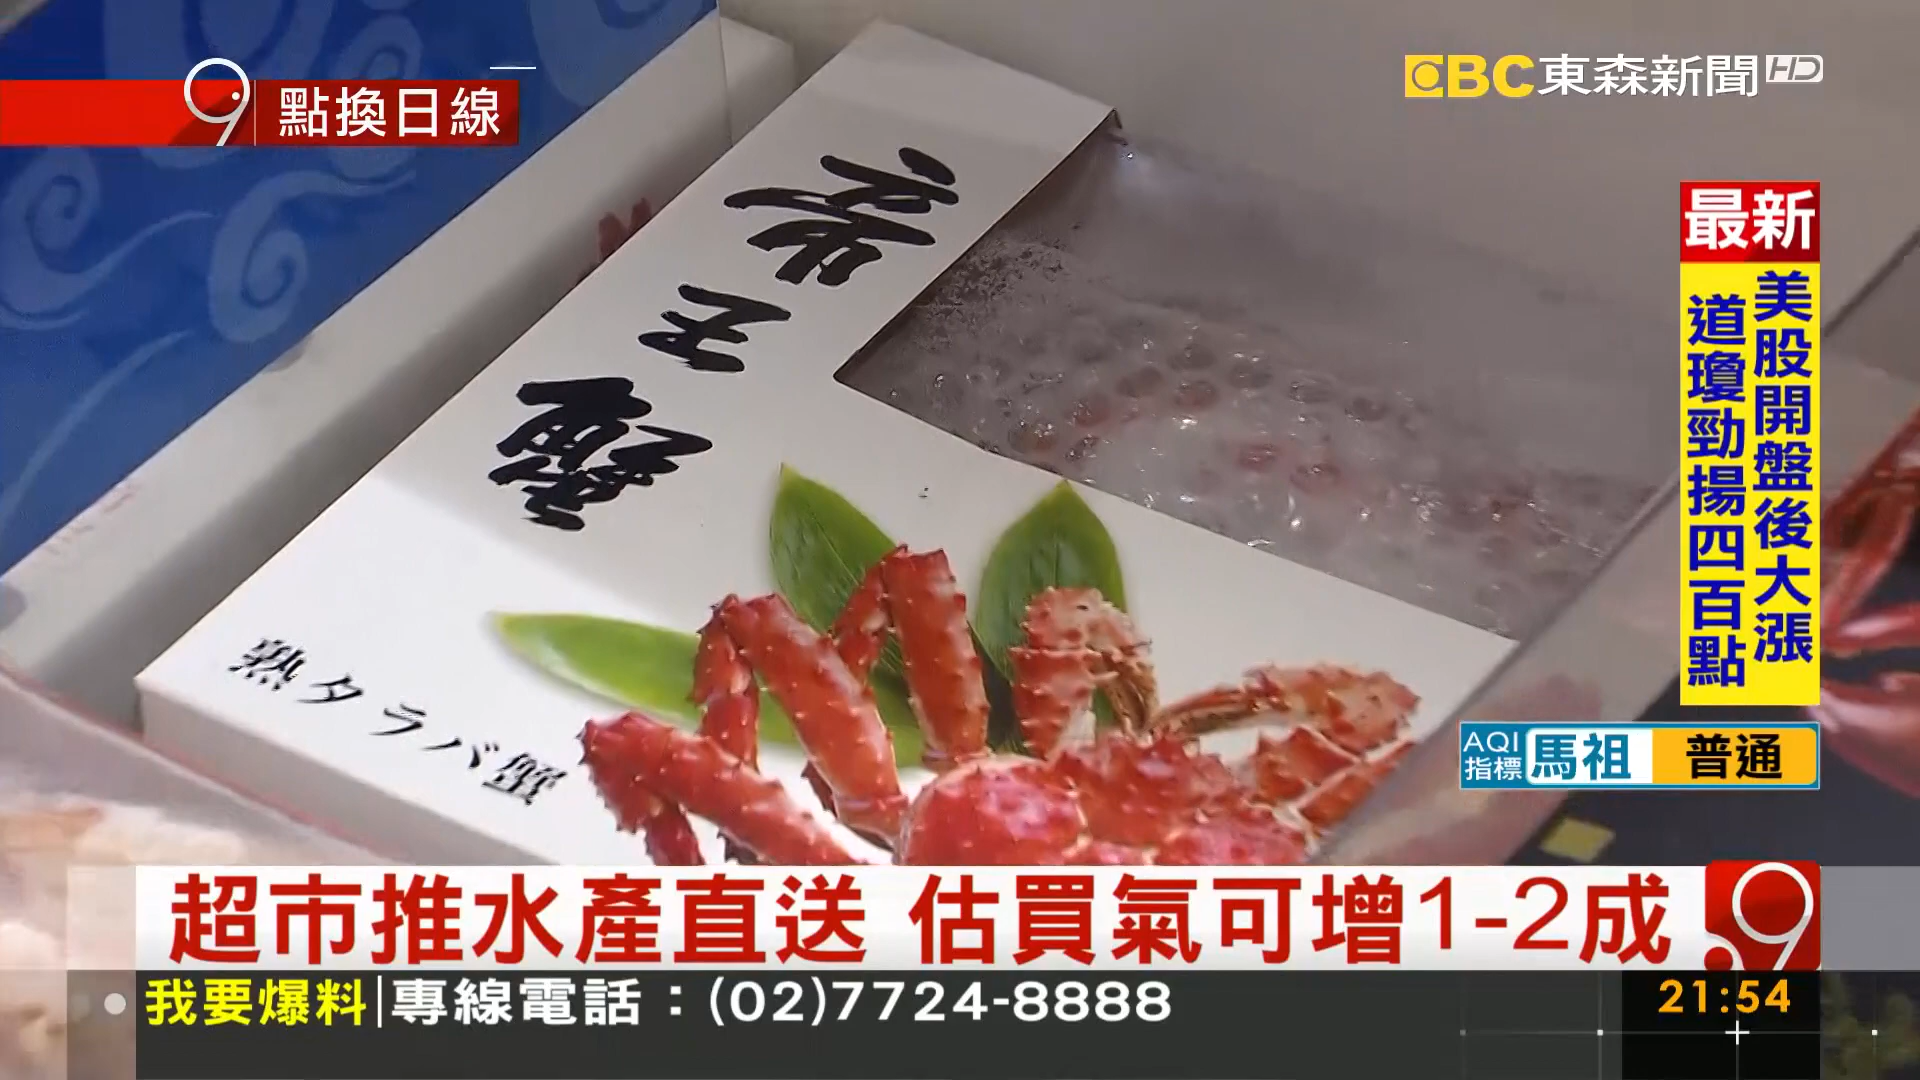 9點換日線
EBC東森新聞HD
最新
美股開盤後大漲
道瓊勁揚四百點
帝王蟹
熟タラバ蟹
AQI
指標
馬祖
普通
超市推水產直送 估買氣可增1-2成
9
我要爆料|專線電話：(02)7724-8888
21:54